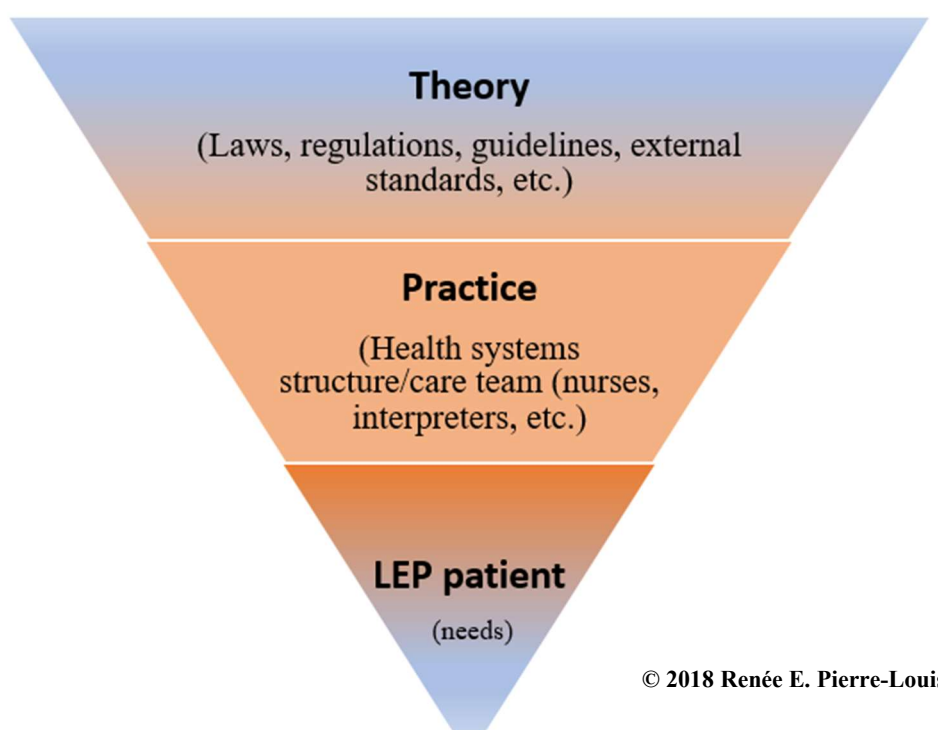 Theory
(Laws, regulations, guidelines, external
standards, etc.)
Practice
(Health systems
structure/care team (nurses,
interpreters, etc.)
LEP patient
(needs)
© 2018 Renée E. Pierre-Louis